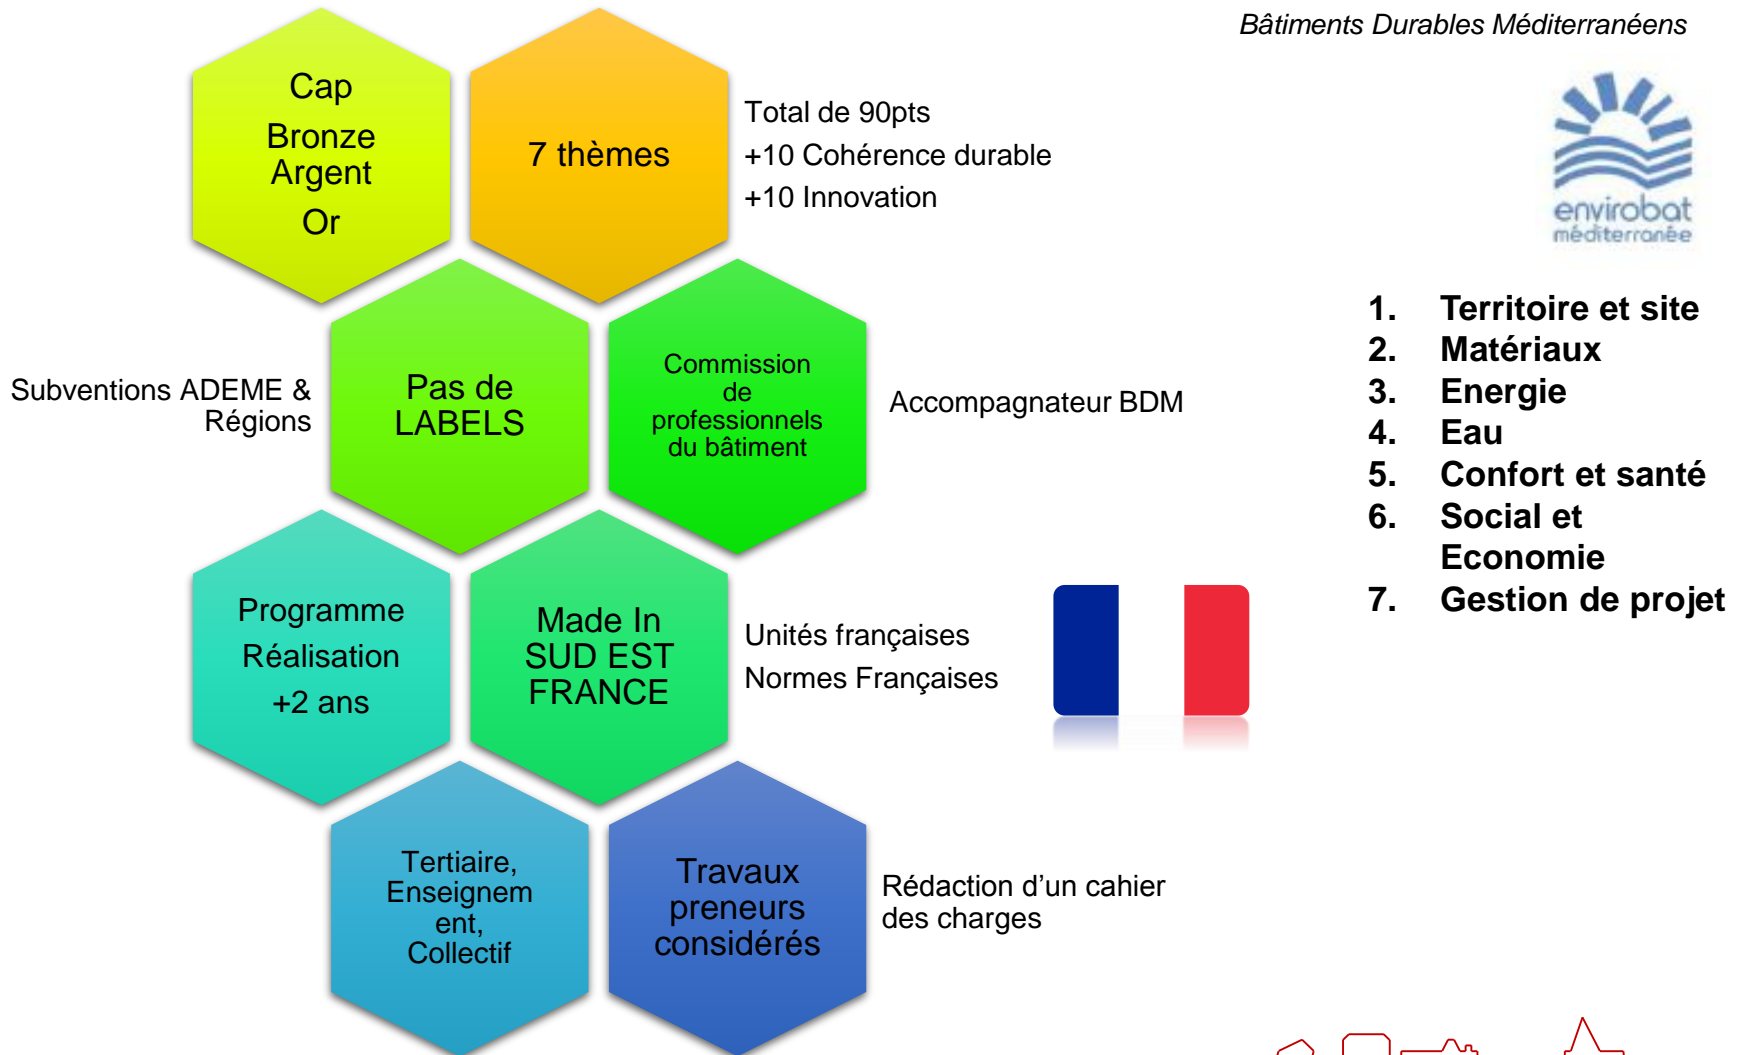 Bâtiments Durables Méditerranéens
Cap
Bronze
Argent
Or
7 thèmes
Total de 90pts
+10 Cohérence durable
+10 Innovation
envirobat
méditerranée
Subventions ADEME &
Régions
Pas de
LABELS
Commission
de
professionnels
du bâtiment
Accompagnateur BDM
1. Territoire et site
2. Matériaux
3. Energie
4. Eau
5. Confort et santé
6. Social et
Economie
7. Gestion de projet
Programme
Réalisation
+2 ans
Made In
SUD EST
FRANCE
Unités françaises
Normes Françaises
Tertiaire,
Enseignem
ent,
Collectif
Travaux
preneurs
considérés
Rédaction d’un cahier
des charges